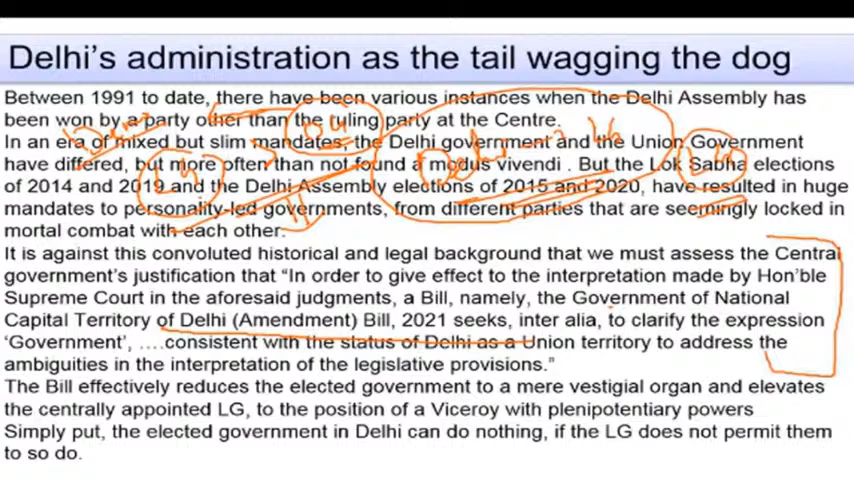 Delhi's administration as the tail wagging the dog
Between 1991 to date, there have been various instances when the Delhi Assembly has
been won by a party other than the ruling party at the Centre.
In an era of mixed but slim mandates, the Delhi government and the Union Government
have differed, but more often than not found a modus vivendi . But the Lok Sabha elections
of 2014 and 2019 and the Delhi Assembly elections of 2015 and 2020, have resulted in huge
mandates to personality-led governments, from different parties that are seemingly locked in
mortal combat with each other.
It is against this convoluted historical and legal background that we must assess the Central
government's justification that “In order to give effect to the interpretation made by Hon'ble
Supreme Court in the aforesaid judgments, a Bill, namely, the Government of National
Capital Territory of Delhi (Amendment) Bill, 2021 seeks, inter alia, to clarify the expression
‘Government’, ….consistent with the status of Delhi as a Union territory to address the
ambiguities in the interpretation of the legislative provisions.”
The Bill effectively reduces the elected government to a mere vestigial organ and elevates
the centrally appointed LG, to the position of a Viceroy with plenipotentiary powers
Simply put, the elected government in Delhi can do nothing, if the LG does not permit them
to so do.